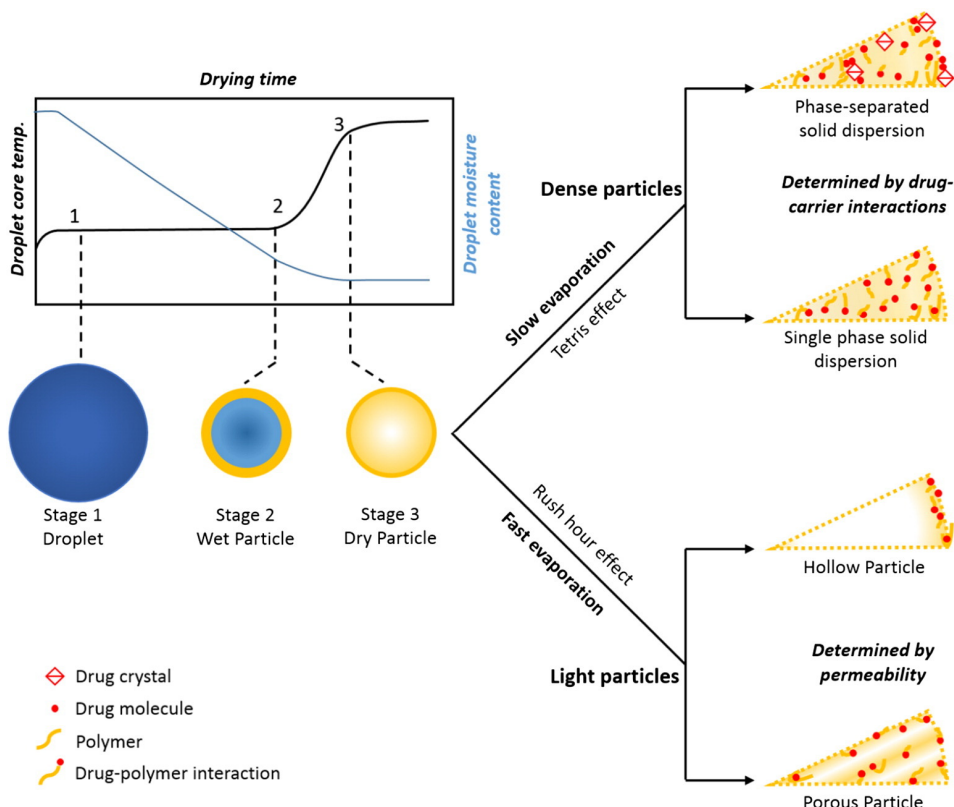 Drying time
Droplet core temp.
Droplet moisture
content
1
2
3
Stage 1
Droplet
Stage 2
Wet Particle
Stage 3
Dry Particle
Slow evaporation
Tetris effect
Rush hour effect
Fast evaporation
Dense particles
Light particles
Phase-separated
solid dispersion
Determined by drug-
carrier interactions
Single phase solid
dispersion
Hollow Particle
Determined by
permeability
Porous Particle
Drug crystal
Drug molecule
Polymer
Drug-polymer interaction